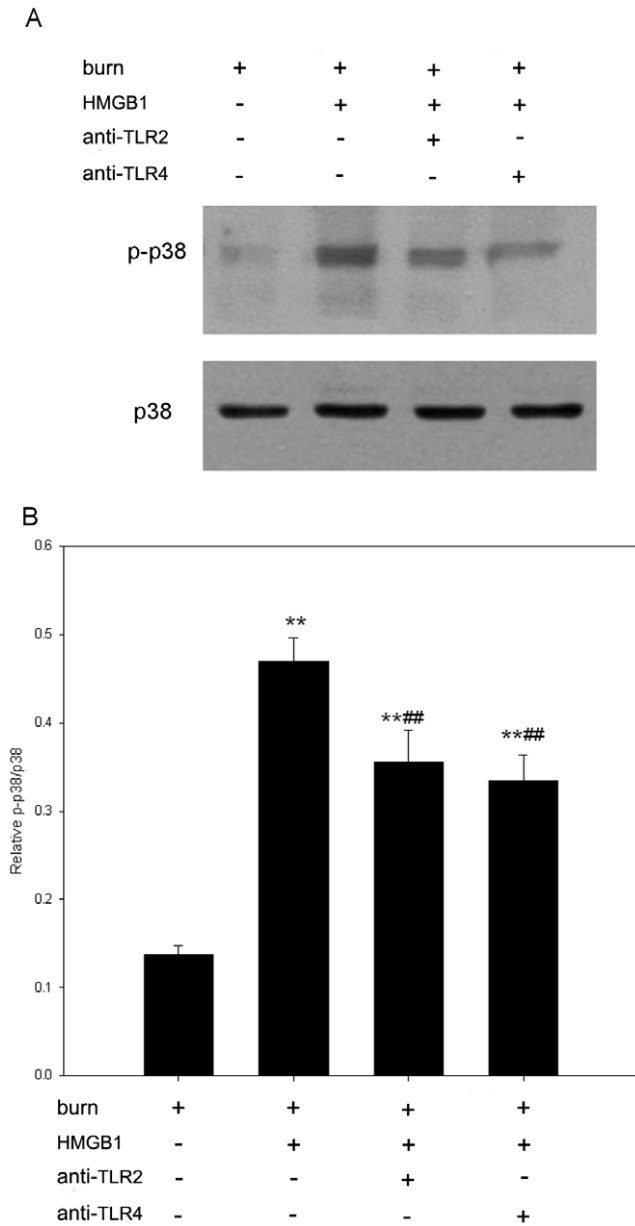 A
burn + + + +
HMGB1 - + + +
anti-TLR2 - - + -
anti-TLR4 - - - +
p-p38
p38
B
0.6
0.5
0.4
0.3
0.2
0.1
0.0
Relative p-p38/p38
**
**##
**##
burn + + + +
HMGB1 - + + +
anti-TLR2 - - + -
anti-TLR4 - - - +